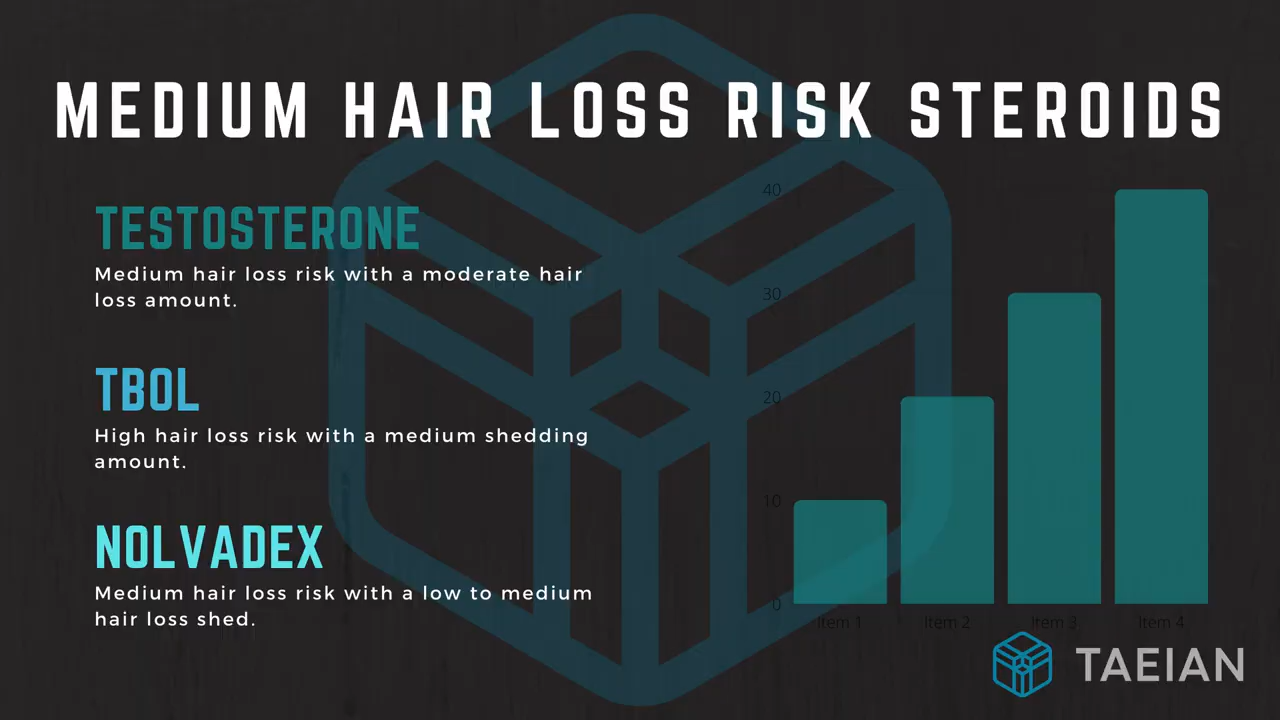 MEDIUM HAIR LOSS RISK STEROIDS
TESTOSTERONE
Medium hair loss risk with a moderate hair
loss amount.
TBOL
High hair loss risk with a medium shedding
amount.
NOLVADEX
Medium hair loss risk with a low to medium
hair loss shed.
40
30
20
10
0
Item 1 Item 2 Item 3 Item 4
TAEIAN